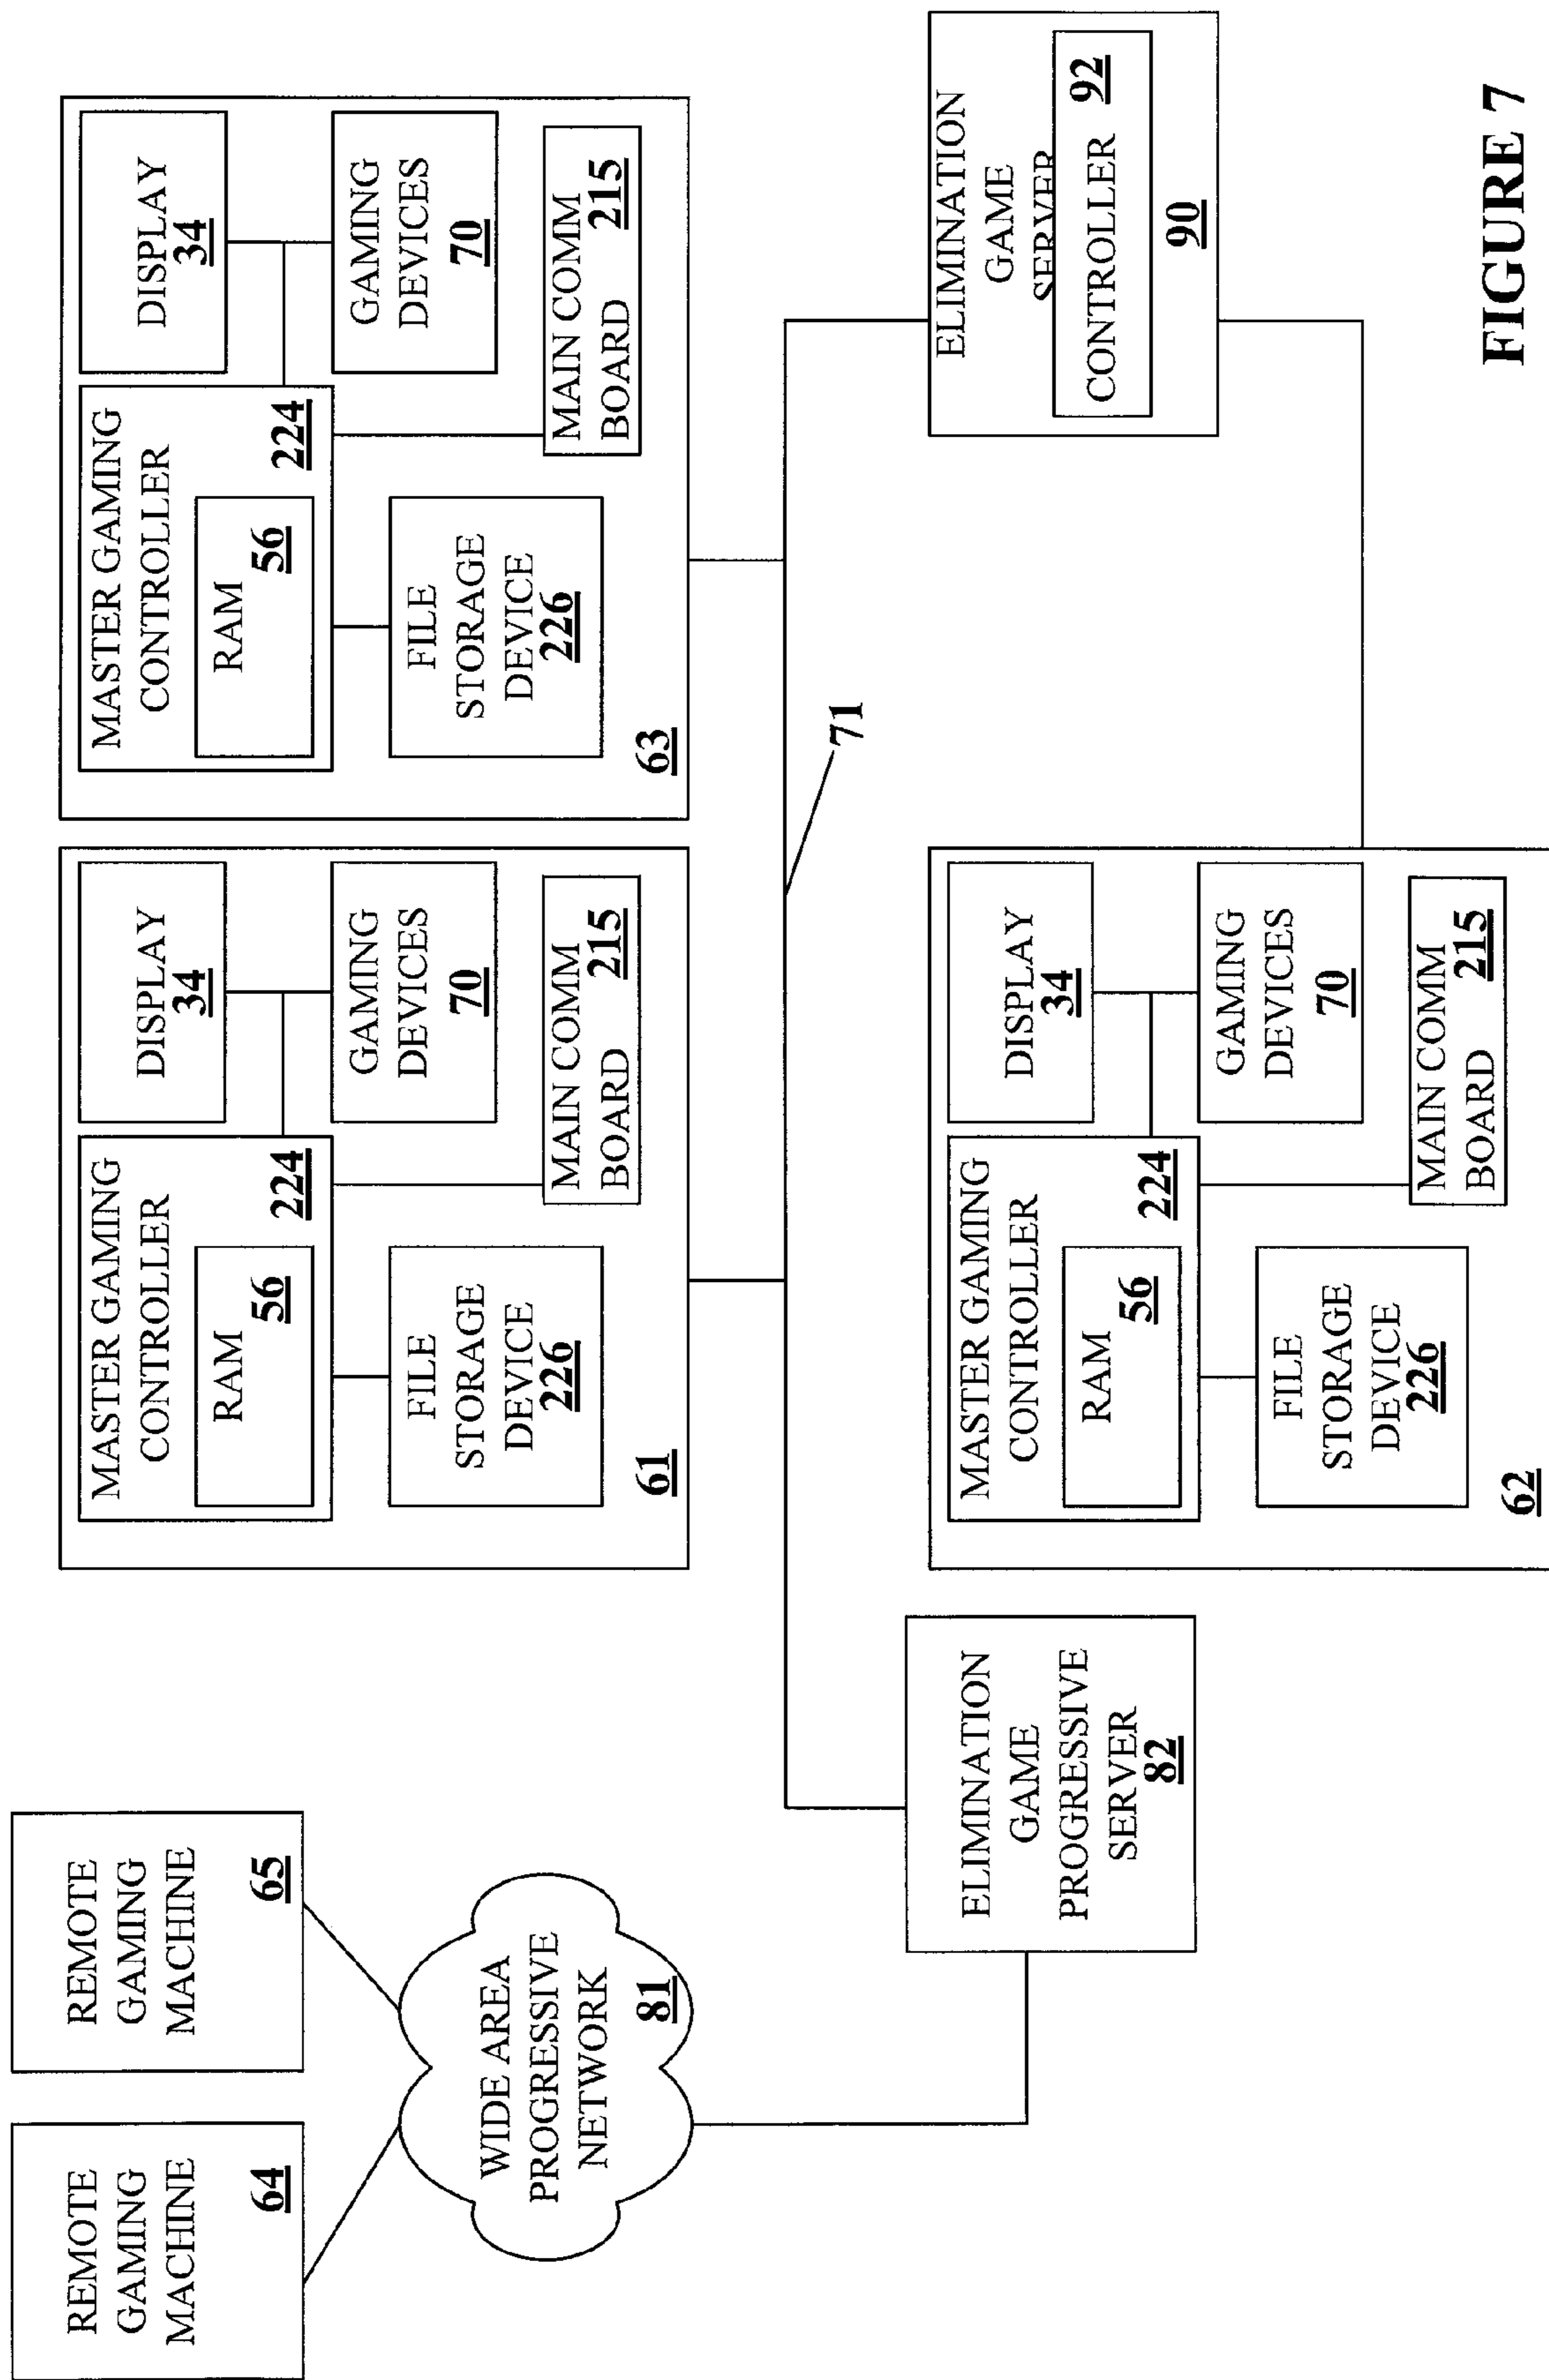 REMOTE
GAMING
MACHINE
64
REMOTE
GAMING
MACHINE
65
WIDE AREA
PROGRESSIVE
NETWORK
81
ELIMINATION
GAME
PROGRESSIVE
SERVER
82
MASTER GAMING
CONTROLLER
224
RAM
56
DISPLAY
34
GAMING
DEVICES
70
FILE
STORAGE
DEVICE
226
MAIN COMM
BOARD
215
61
MASTER GAMING
CONTROLLER
224
RAM
56
DISPLAY
34
GAMING
DEVICES
70
FILE
STORAGE
DEVICE
226
MAIN COMM
BOARD
215
63
71
MASTER GAMING
CONTROLLER
224
RAM
56
DISPLAY
34
GAMING
DEVICES
70
FILE
STORAGE
DEVICE
226
MAIN COMM
BOARD
215
62
ELIMINATION
GAME
SERVER
CONTROLLER 92
90
FIGURE 7